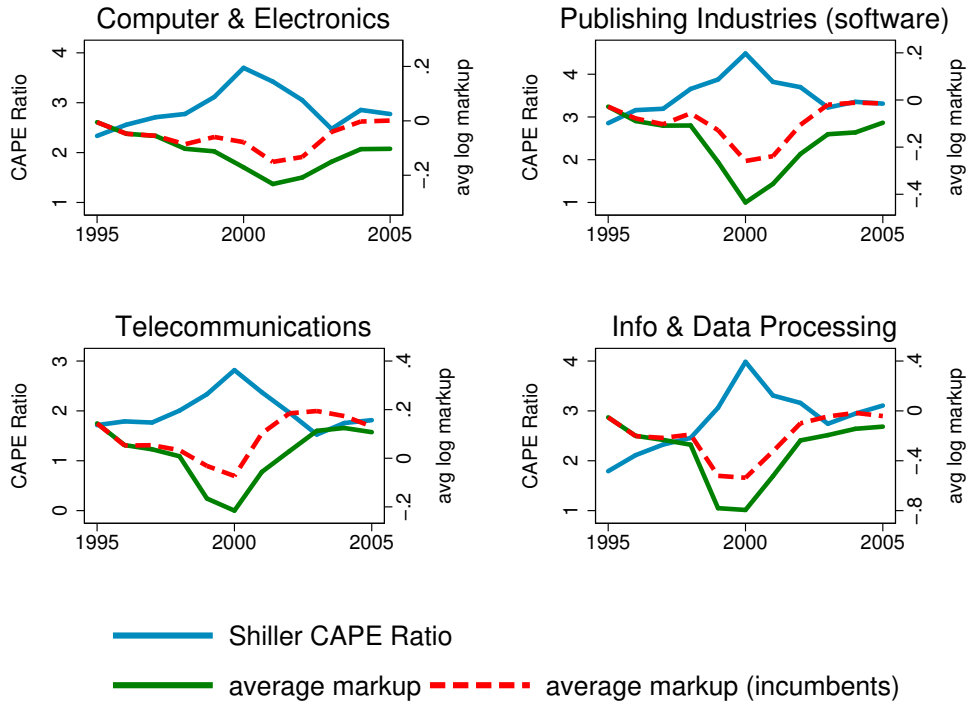 Computer & Electronics
CAPE Ratio
1 2 3 4
-.2 0 .2
avg log markup
1995 2000 2005
Publishing Industries (software)
CAPE Ratio
1 2 3 4
-.4 -.2 0 .2
avg log markup
1995 2000 2005
Telecommunications
CAPE Ratio
0 1 2 3
-.2 0 .2 .4
avg log markup
1995 2000 2005
Info & Data Processing
CAPE Ratio
1 2 3 4
-.8 -.4 0 .4
avg log markup
1995 2000 2005
Shiller CAPE Ratio
average markup
average markup (incumbents)